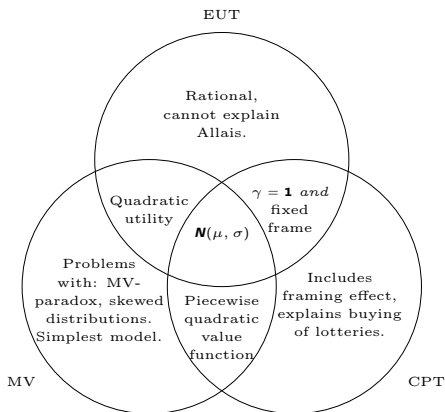 EUT
Rational,
cannot explain
Allais.
Quadratic
utility
γ = 1 and
fixed
frame
N(μ, σ)
Problems
with: MV-
paradox, skewed
distributions.
Simplest model.
Piecewise
quadratic
value
function
Includes
framing effect,
explains buying
of lotteries.
MV
CPT